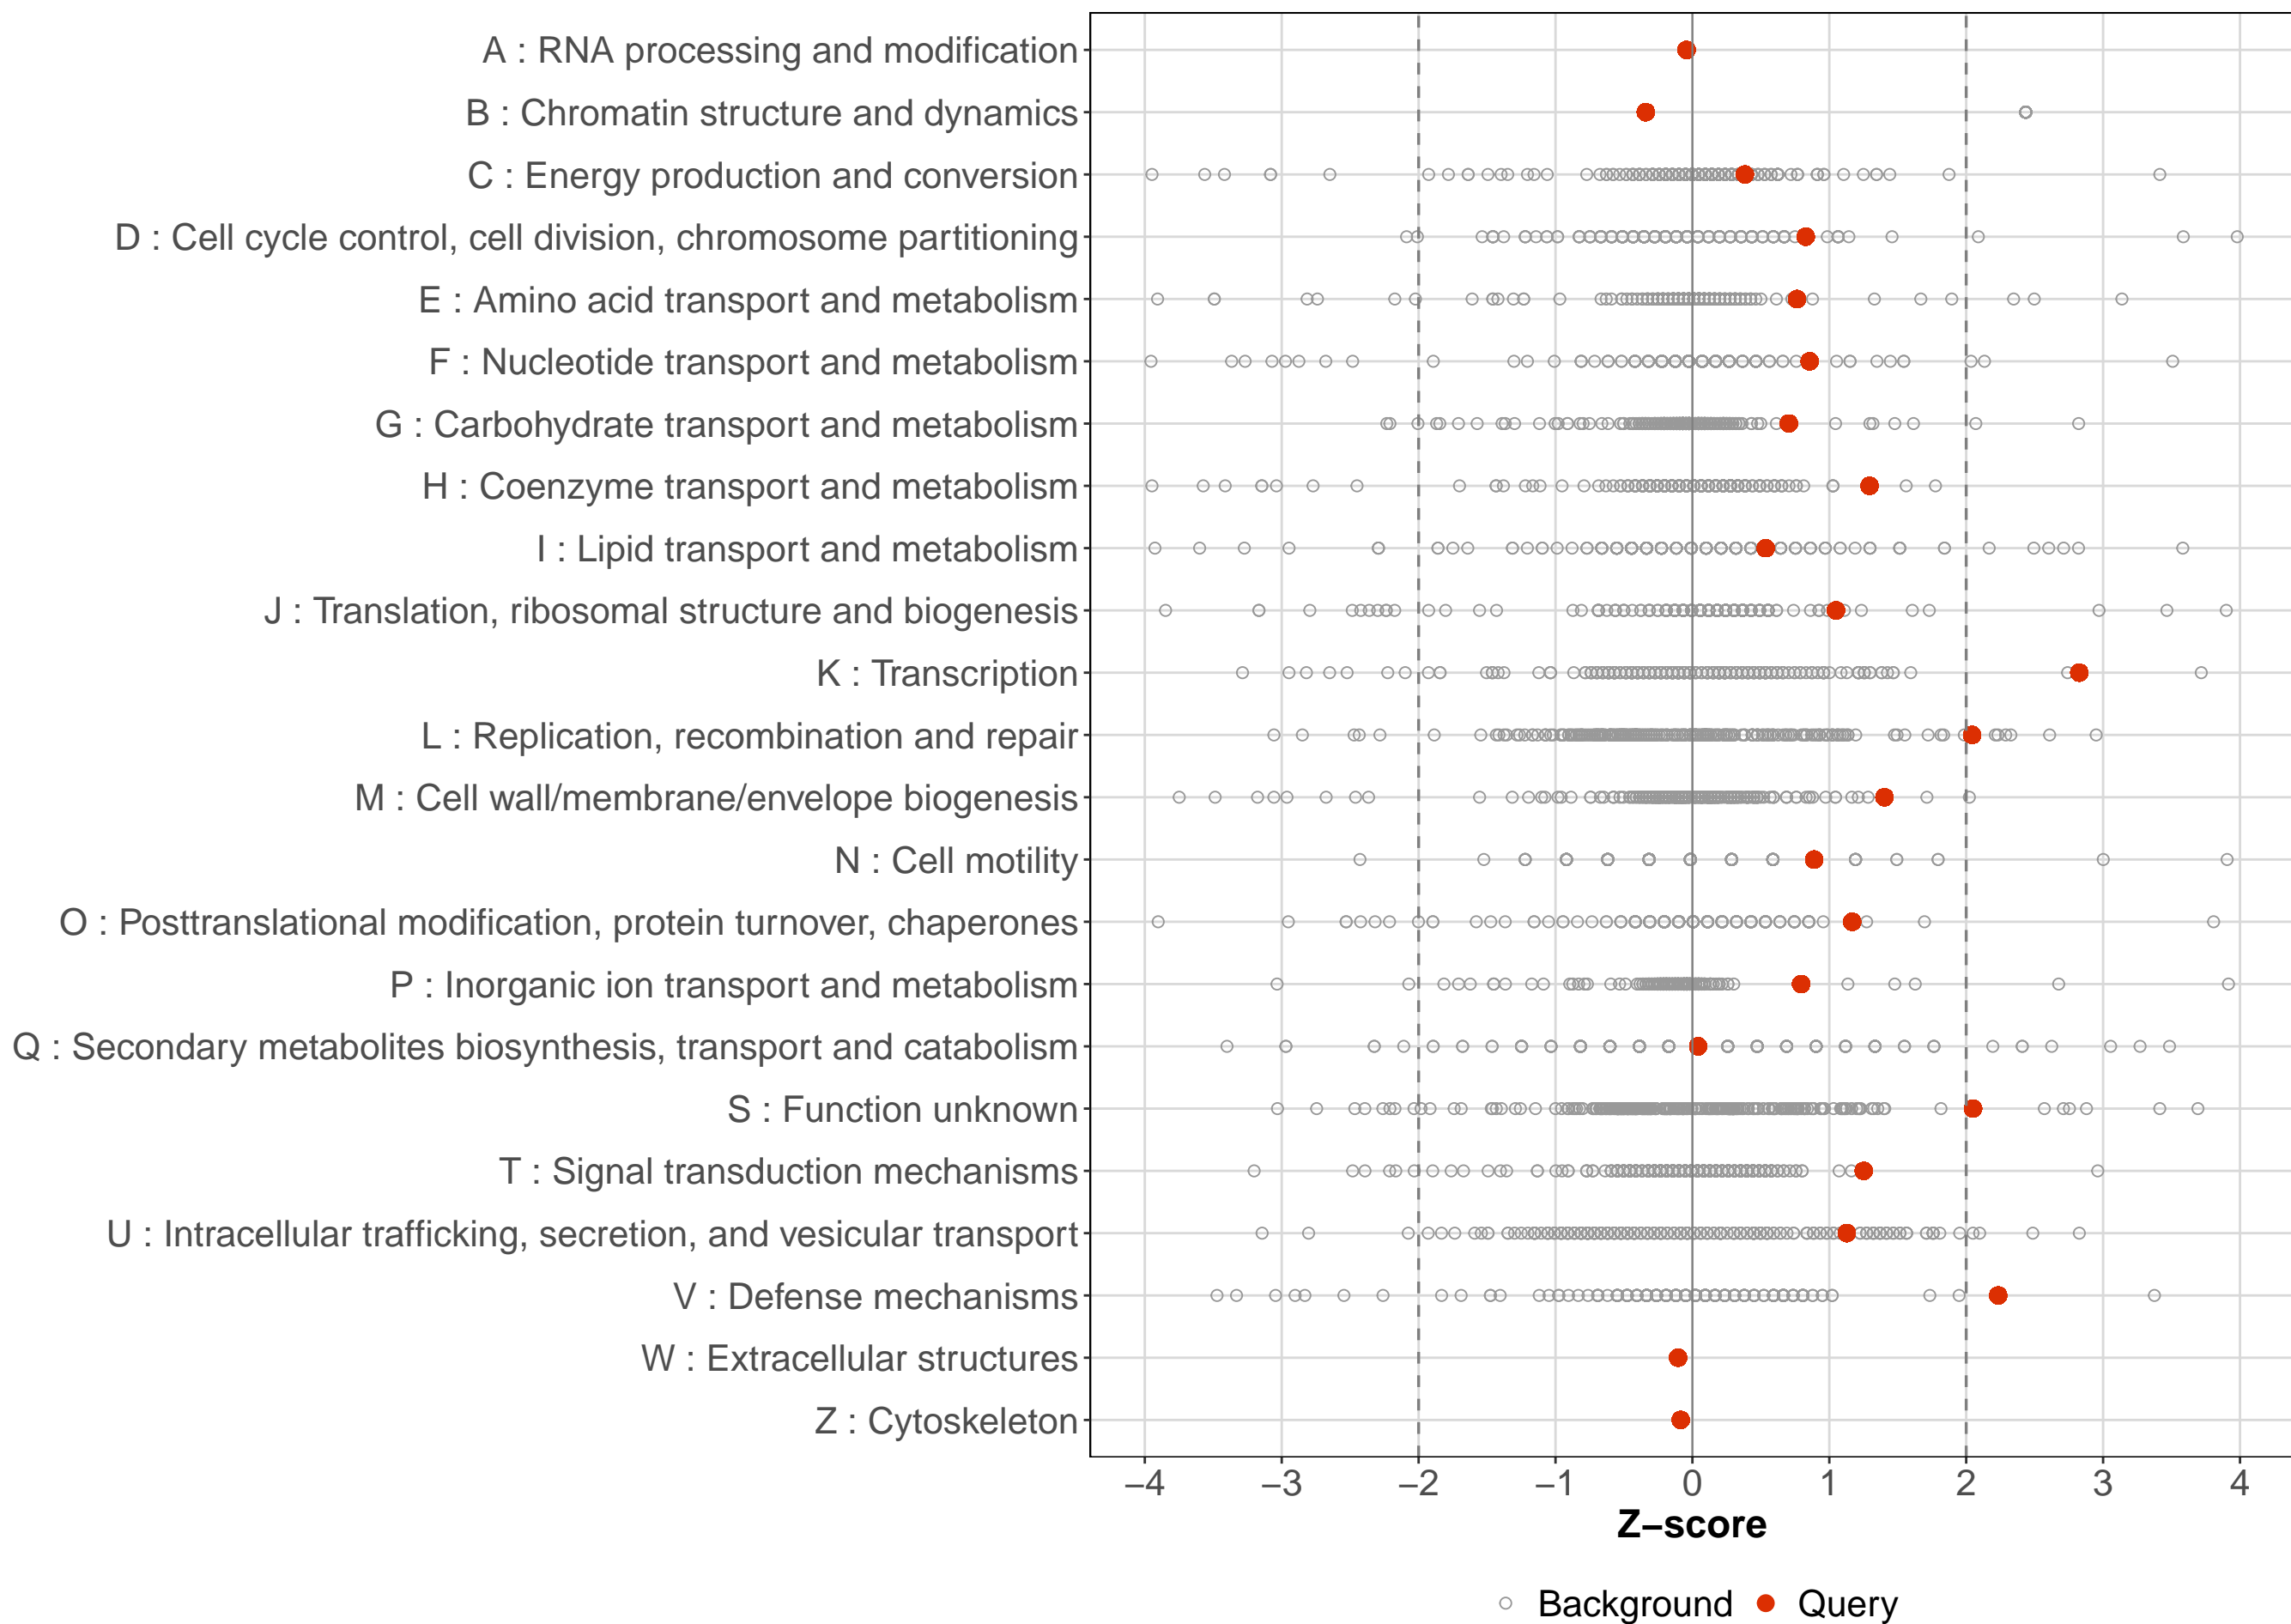 A : RNA processing and modification
B : Chromatin structure and dynamics
C : Energy production and conversion
D : Cell cycle control, cell division, chromosome partitioning
E : Amino acid transport and metabolism
F : Nucleotide transport and metabolism
G : Carbohydrate transport and metabolism
H : Coenzyme transport and metabolism
I : Lipid transport and metabolism
J : Translation, ribosomal structure and biogenesis
K : Transcription
L : Replication, recombination and repair
M : Cell wall/membrane/envelope biogenesis
N : Cell motility
O : Posttranslational modification, protein turnover, chaperones
P : Inorganic ion transport and metabolism
Q : Secondary metabolites biosynthesis, transport and catabolism
S : Function unknown
T : Signal transduction mechanisms
U : Intracellular trafficking, secretion, and vesicular transport
V : Defense mechanisms
W : Extracellular structures
Z : Cytoskeleton
−4 −3 −2 −1 0 1 2 3 4
Z−score
Background Query